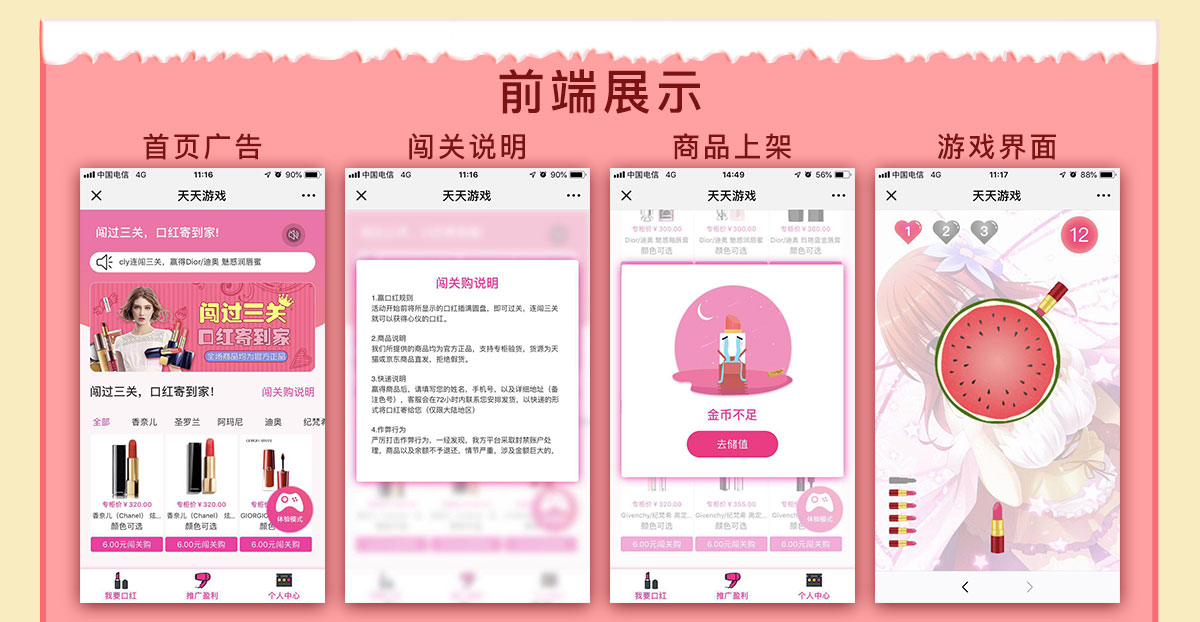 前端展示
首页广告
闯关说明
商品上架
游戏界面
中国电信 4G 11:16 90%
天天游戏
闯过三关，口红寄到家！
cly连闯三关，赢得Dior/迪奥 魅惑润唇蜜
闯过三关
口红寄到家
全场商品均为官方正品
闯过三关，口红寄到家！ 闯关购说明
全部 香奈儿 圣罗兰 阿玛尼 迪奥 纪梵
专柜价￥320.00 专柜价￥320.00 专柜
香奈儿（Chanel） 炫... 香奈儿（Chanel） 炫... GIORGIO
颜色可选 颜色可选 颜色
体验模式
6.00元闯关购 6.00元闯关购 6.00元闯关购
我要口红 推广盈利 个人中心
中国电信 4G 11:16 90%
天天游戏
闯关购说明
1.赢口红规则
活动开始前将所显示的口红插满圆盘，即可过关，连闯三关
就可以获得心仪的口红。
2.商品说明
我们所提供的商品均为官方正品，支持专柜验货，货源为天
猫或京东商品直发，拒绝假货。
3.快递说明
赢得商品后，请填写您的姓名，手机号，以及详细地址（备
注色号），客服会在72小时内联系您安排发货，以快递的形
式将口红寄给您（仅限大陆地区）
4.作弊行为
严厉打击作弊行为，一经发现，我方平台采取封禁账户处
理，商品以及余额不予退还，情节严重，涉及金额巨大的，
中国电信 4G 14:49 56%
天天游戏
专柜价￥300.00 专柜价￥300.00 专柜价￥300.00
Dior/迪奥 魅惑釉唇膏 Dior/迪奥 魅惑润唇蜜 Dior/迪奥 烈艳蓝金唇膏
颜色可选 颜色可选 颜色可选
金币不足
去储值
专柜价￥355.00 专柜价￥355.00 专柜价
Givenchy/纪梵希 高定... Givenchy/纪梵希 高定... Givench
颜色可选 颜色可选 颜色
体验模式
6.00元闯关购 6.00元闯关购 6.00元闯关购
我要口红 推广盈利 个人中心
中国电信 4G 11:17 88%
天天游戏
1 2 3
12